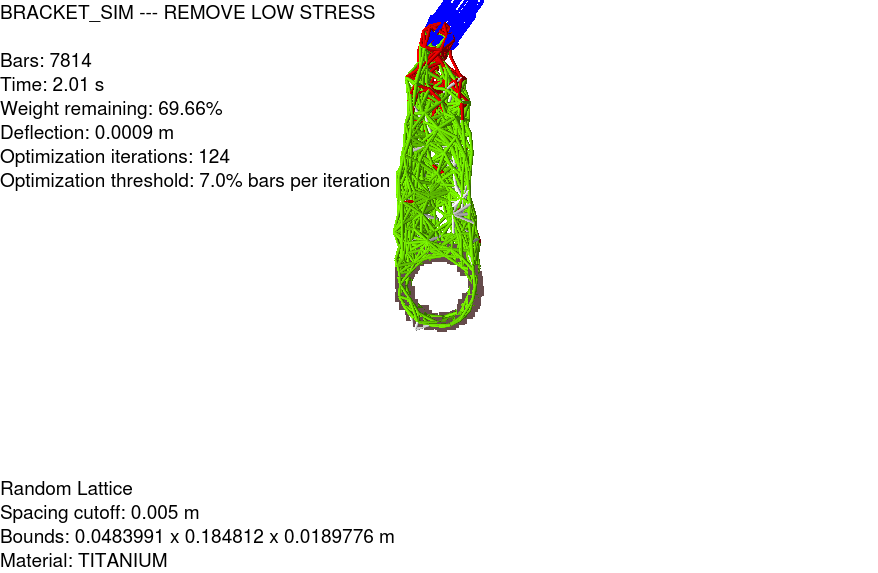 BRACKET_SIM --- REMOVE LOW STRESS
Bars: 7814
Time: 2.01 s
Weight remaining: 69.66%
Deflection: 0.0009 m
Optimization iterations: 124
Optimization threshold: 7.0% bars per iteration
Random Lattice
Spacing cutoff: 0.005 m
Bounds: 0.0483991 x 0.184812 x 0.0189776 m
Material: TITANIUM